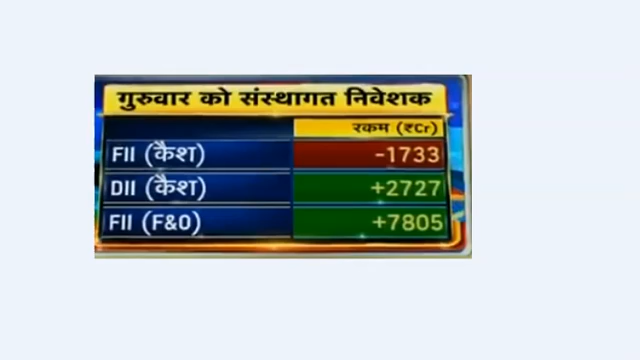 गुरुवार को संस्थागत निवेशक
रकम (₹Cr)
FII (कैश) -1733
DII (कैश) +2727
FII (F&O) +7805